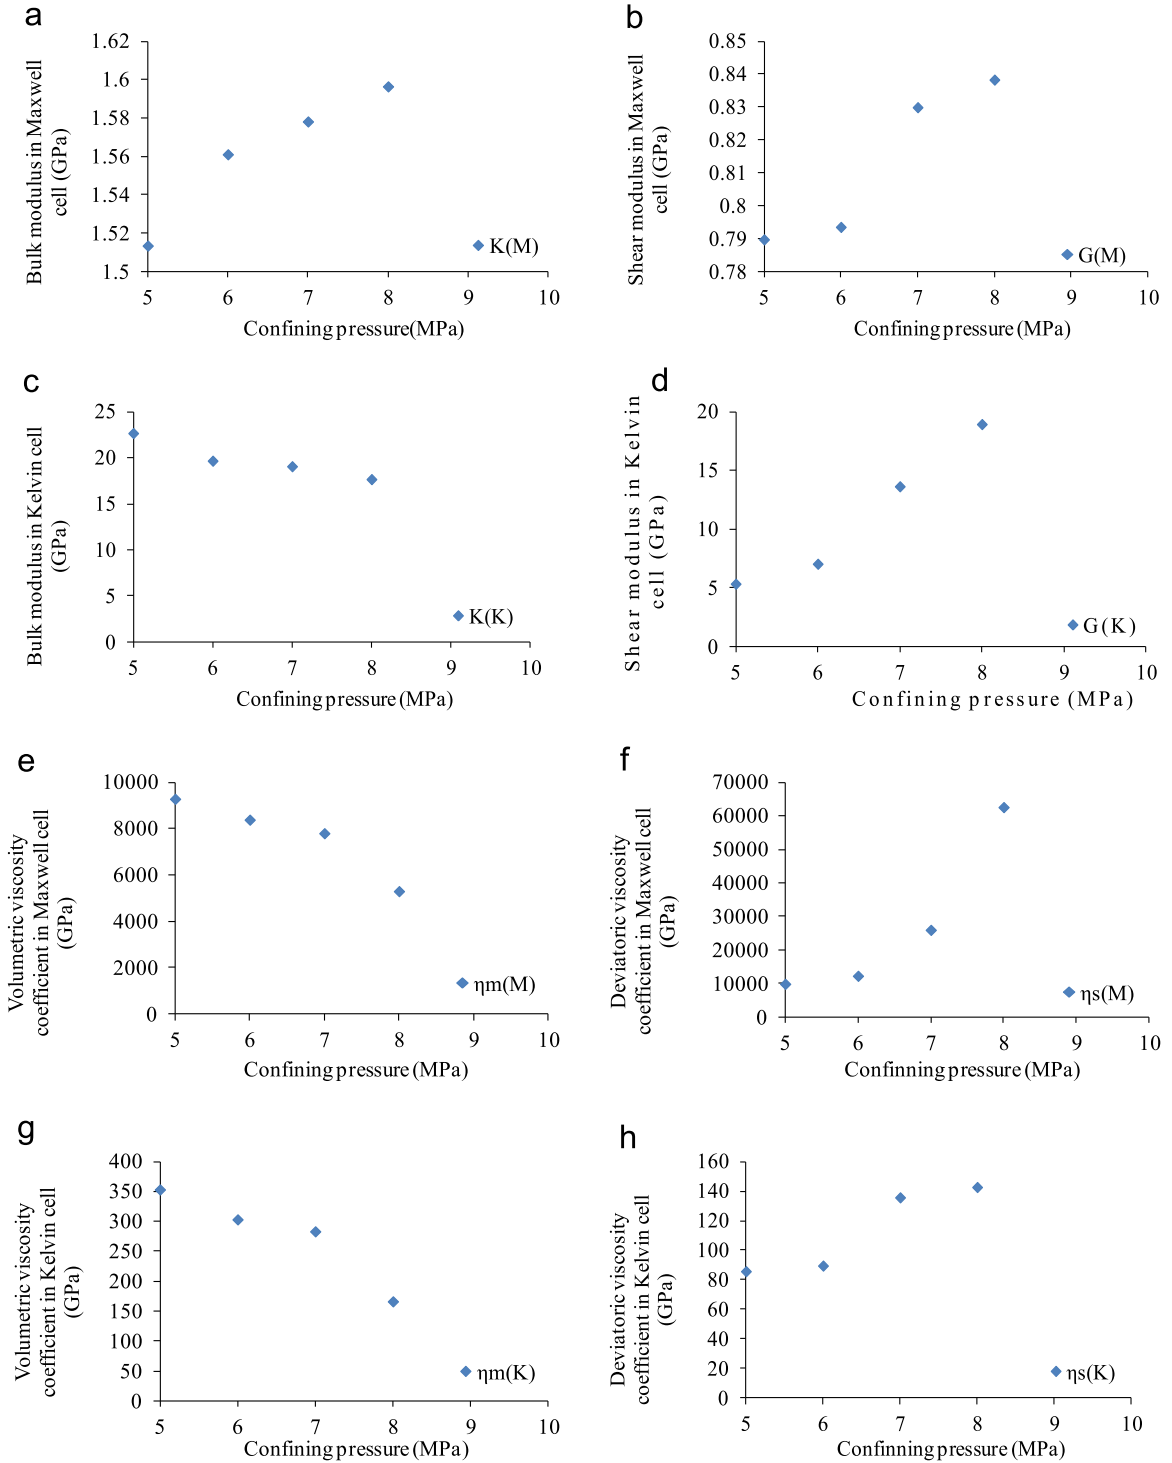 a
1.62
1.6
1.58
1.56
1.54
1.52
1.5
Bulk modulus in Maxwell
cell (GPa)
K(M)
5 6 7 8 9 10
Confining pressure(MPa)
b
0.85
0.84
0.83
0.82
0.81
0.8
0.79
0.78
Shear modulus in Maxwell
cell (GPa)
G(M)
5 6 7 8 9 10
Confining pressure (MPa)
c
25
20
15
10
5
0
Bulk modulus in Kelvin cell
(GPa)
K(K)
5 6 7 8 9 10
Confining pressure (MPa)
d
20
15
10
5
0
Shear modulus in Kelvin
cell (GPa)
G(K)
5 6 7 8 9 10
Confining pressure (MPa)
e
10000
8000
6000
4000
2000
0
Volumetric viscosity
coefficient in Maxwell cell
(GPa)
ηm(M)
5 6 7 8 9 10
Confining pressure (MPa)
f
70000
60000
50000
40000
30000
20000
10000
0
Deviatoric viscosity
coefficient in Maxwell cell
(GPa)
ηs(M)
5 6 7 8 9 10
Confinning pressure (MPa)
g
400
350
300
250
200
150
100
50
0
Volumetric viscosity
coefficient in Kelvin cell
(GPa)
ηm(K)
5 6 7 8 9 10
Confining pressure (MPa)
h
160
140
120
100
80
60
40
20
0
Deviatoric viscosity
coefficient in Kelvin cell
(GPa)
ηs(K)
5 6 7 8 9 10
Confinning pressure (MPa)